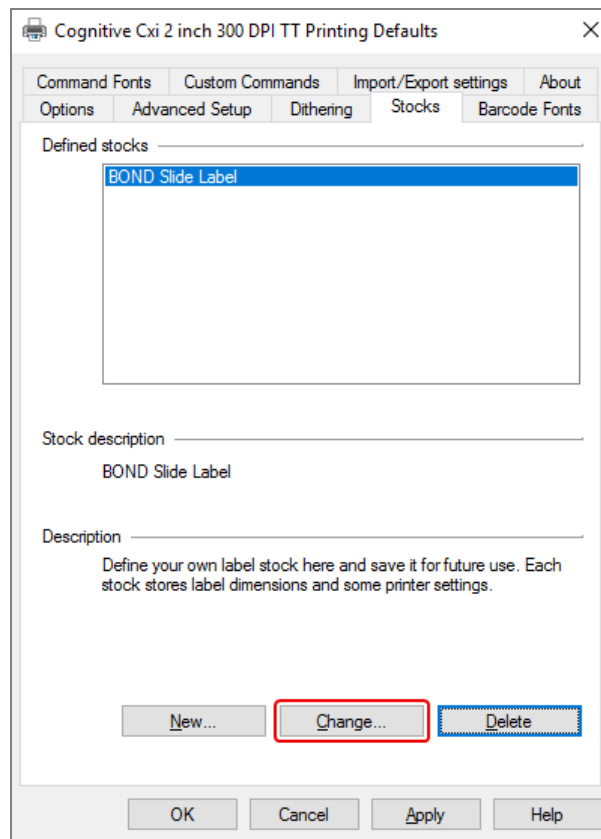 Cognitive Cxi 2 inch 300 DPI TT Printing Defaults
Command Fonts Custom Commands Import/Export settings About
Options Advanced Setup Dithering Stocks Barcode Fonts
Defined stocks
BOND Slide Label
Stock description
BOND Slide Label
Description
Define your own label stock here and save it for future use. Each
stock stores label dimensions and some printer settings.
New... Change... Delete
OK Cancel Apply Help